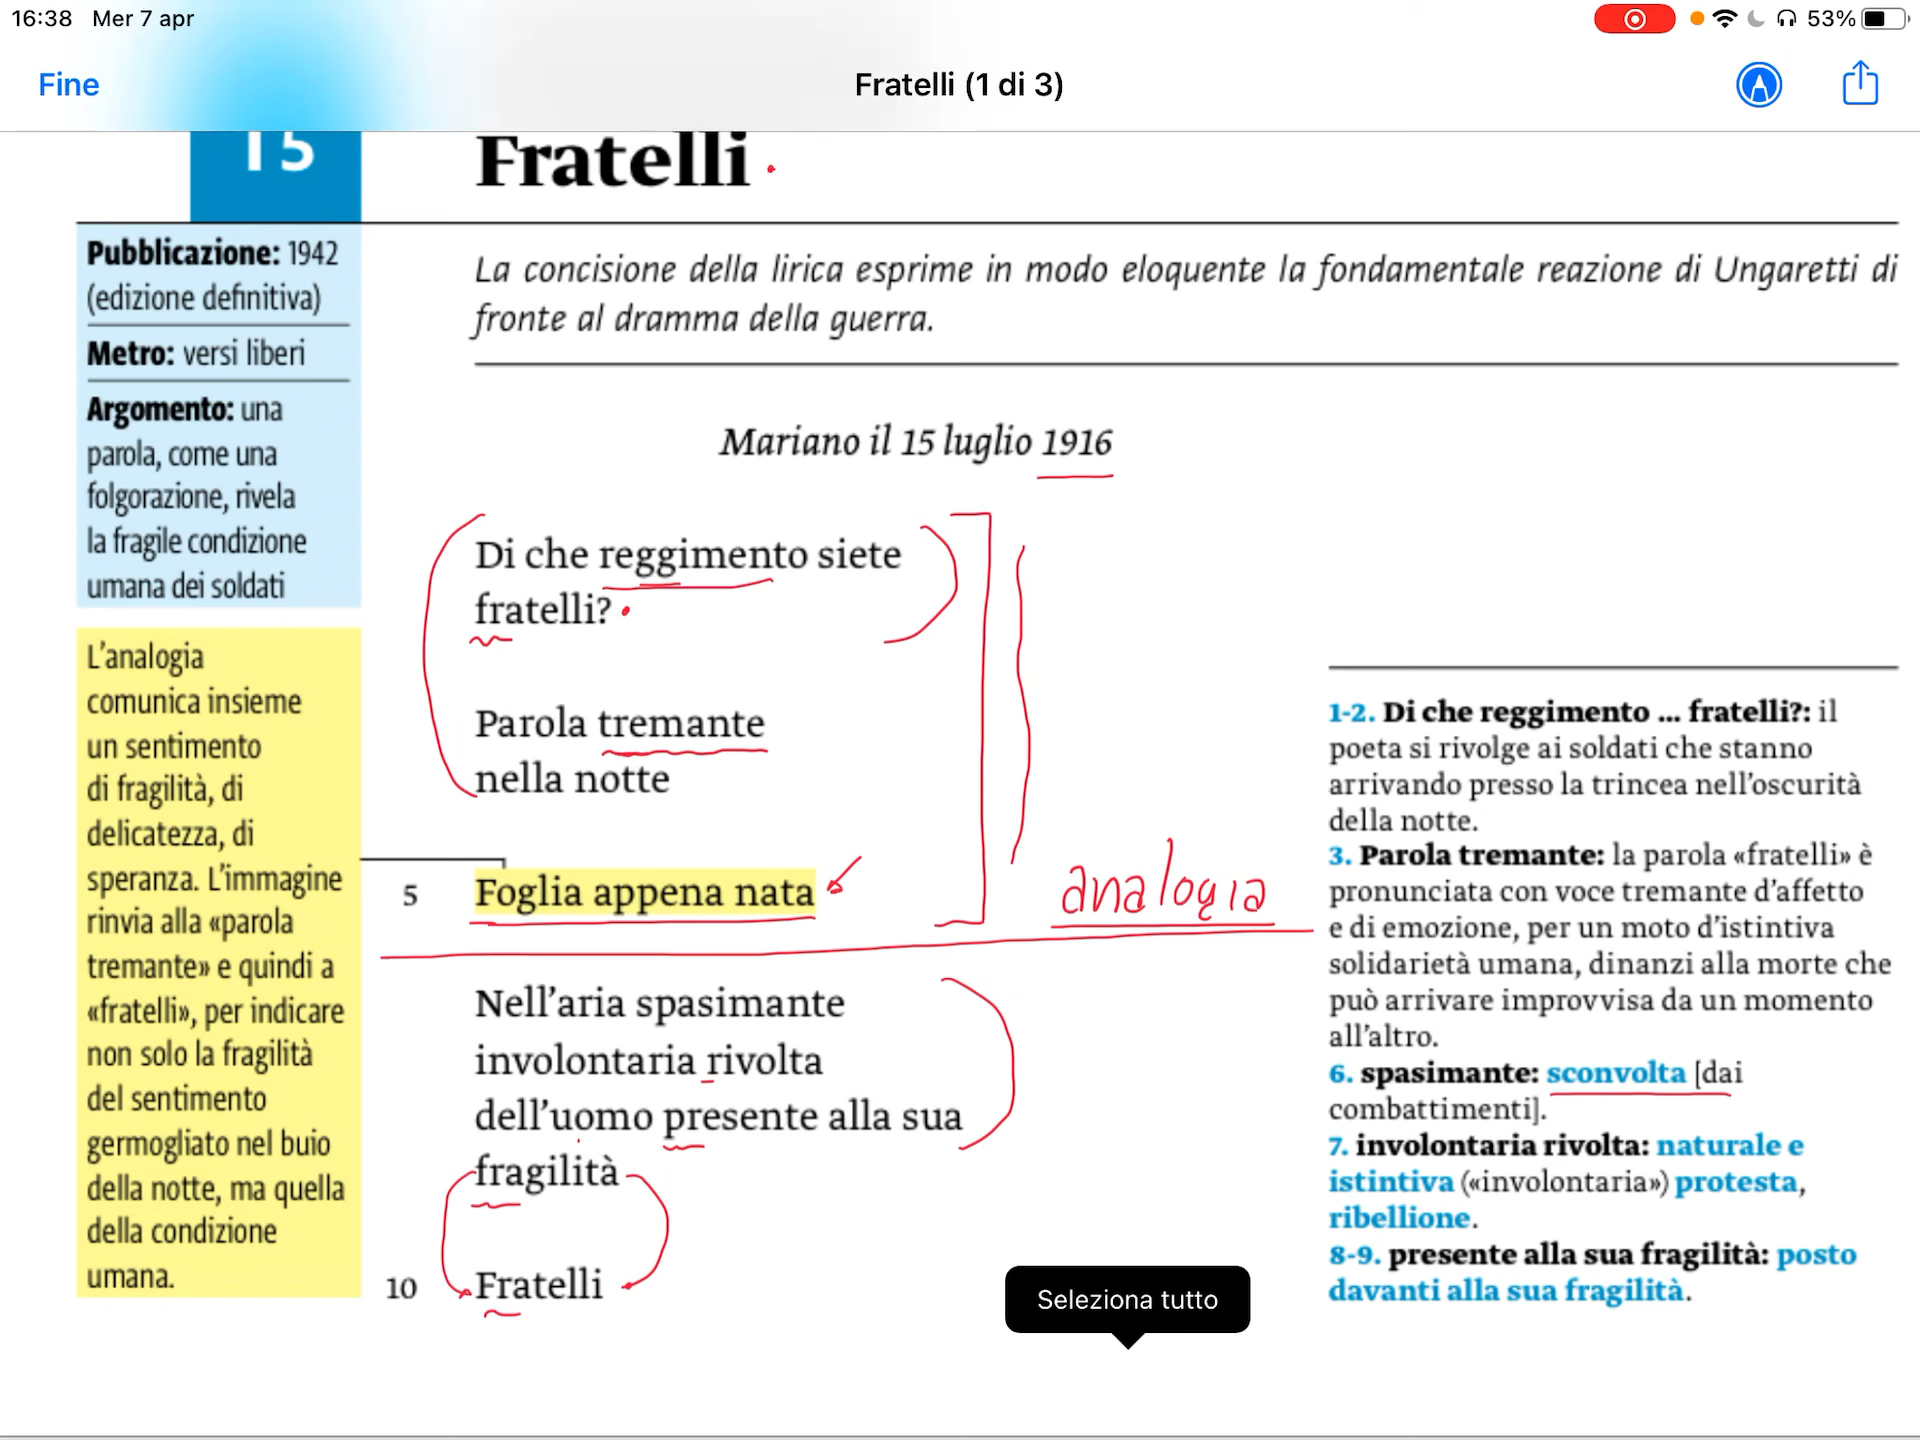 16:38 Mer 7 apr
53%
Fine
Fratelli (1 di 3)
T5
Fratelli
Pubblicazione: 1942
(edizione definitiva)
Metro: versi liberi
Argomento: una
parola, come una
folgorazione, rivela
la fragile condizione
umana dei soldati
L'analogia
comunica insieme
un sentimento
di fragilità, di
delicatezza, di
speranza. L'immagine
rinvia alla «parola
tremante» e quindi a
«fratelli», per indicare
non solo la fragilità
del sentimento
germogliato nel buio
della notte, ma quella
della condizione
umana.
La concisione della lirica esprime in modo eloquente la fondamentale reazione di Ungaretti di
fronte al dramma della guerra.
Mariano il 15 luglio 1916
Di che reggimento siete
fratelli?
Parola tremante
nella notte
5 Foglia appena nata
analogia
Nell'aria spasimante
involontaria rivolta
dell'uomo presente alla sua
fragilità
10 Fratelli
1-2. Di che reggimento ... fratelli?: il
poeta si rivolge ai soldati che stanno
arrivando presso la trincea nell'oscurità
della notte.
3. Parola tremante: la parola «fratelli» è
pronunciata con voce tremante d'affetto
e di emozione, per un moto d'istintiva
solidarietà umana, dinanzi alla morte che
può arrivare improvvisa da un momento
all'altro.
6. spasimante: sconvolta [dai
combattimenti].
7. involontaria rivolta: naturale e
istintiva («involontaria») protesta,
ribellione.
8-9. presente alla sua fragilità: posto
davanti alla sua fragilità.
Seleziona tutto